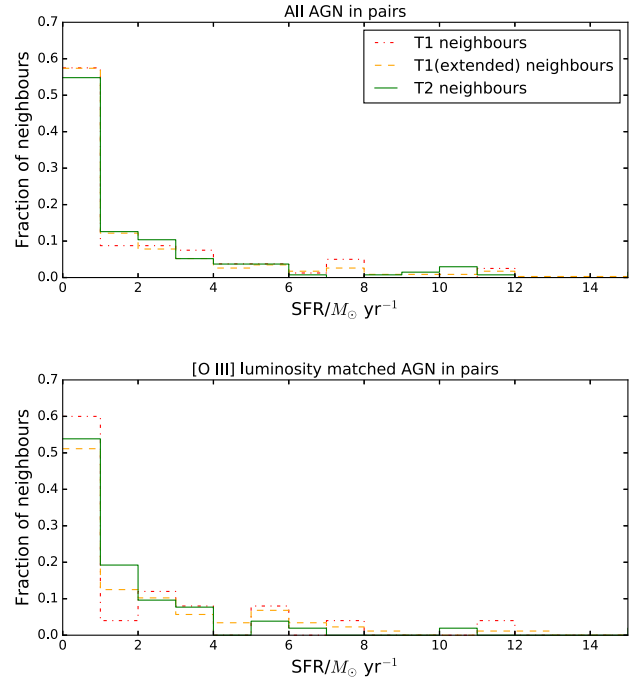 All AGN in pairs
0.7
0.6
0.5
0.4
0.3
0.2
0.1
0.0
Fraction of neighbours
T1 neighbours
T1(extended) neighbours
T2 neighbours
0 2 4 6 8 10 12 14
SFR/M⊙ yr⁻¹
[O III] luminosity matched AGN in pairs
0.7
0.6
0.5
0.4
0.3
0.2
0.1
0.0
Fraction of neighbours
0 2 4 6 8 10 12 14
SFR/M⊙ yr⁻¹